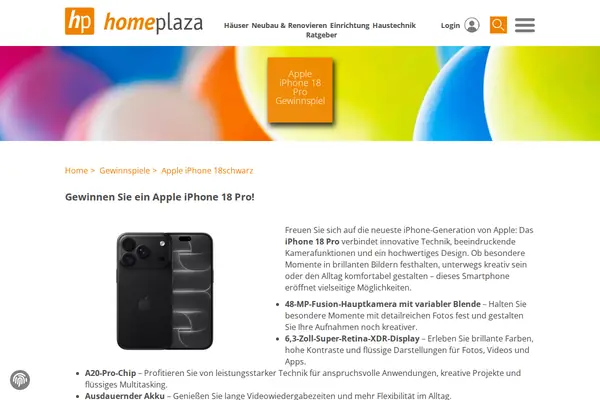 hp homeplaza
Häuser Neubau & Renovieren Einrichtung Haustechnik
Ratgeber
Login
Apple
iPhone 18
Pro
Gewinnspiel
Home > Gewinnspiele > Apple iPhone 18schwarz
Gewinnen Sie ein Apple iPhone 18 Pro!
Freuen Sie sich auf die neueste iPhone-Generation von Apple: Das
iPhone 18 Pro verbindet innovative Technik, beeindruckende
Kamerafunktionen und ein hochwertiges Design. Ob besondere
Momente in brillanten Bildern festhalten, unterwegs kreativ sein
oder den Alltag komfortabel gestalten – dieses Smartphone
eröffnet vielseitige Möglichkeiten.
• 48-MP-Fusion-Hauptkamera mit variabler Blende – Halten Sie
besondere Momente mit detailreichen Fotos fest und gestalten
Sie Ihre Aufnahmen noch kreativer.
• 6,3-Zoll-Super-Retina-XDR-Display – Erleben Sie brillante Farben,
hohe Kontraste und flüssige Darstellungen für Fotos, Videos und
Apps.
• A20-Pro-Chip – Profitieren Sie von leistungsstarker Technik für anspruchsvolle Anwendungen, kreative Projekte und
flüssiges Multitasking.
• Ausdauernder Akku – Genießen Sie lange Videowiedergabezeiten und mehr Flexibilität im Alltag.